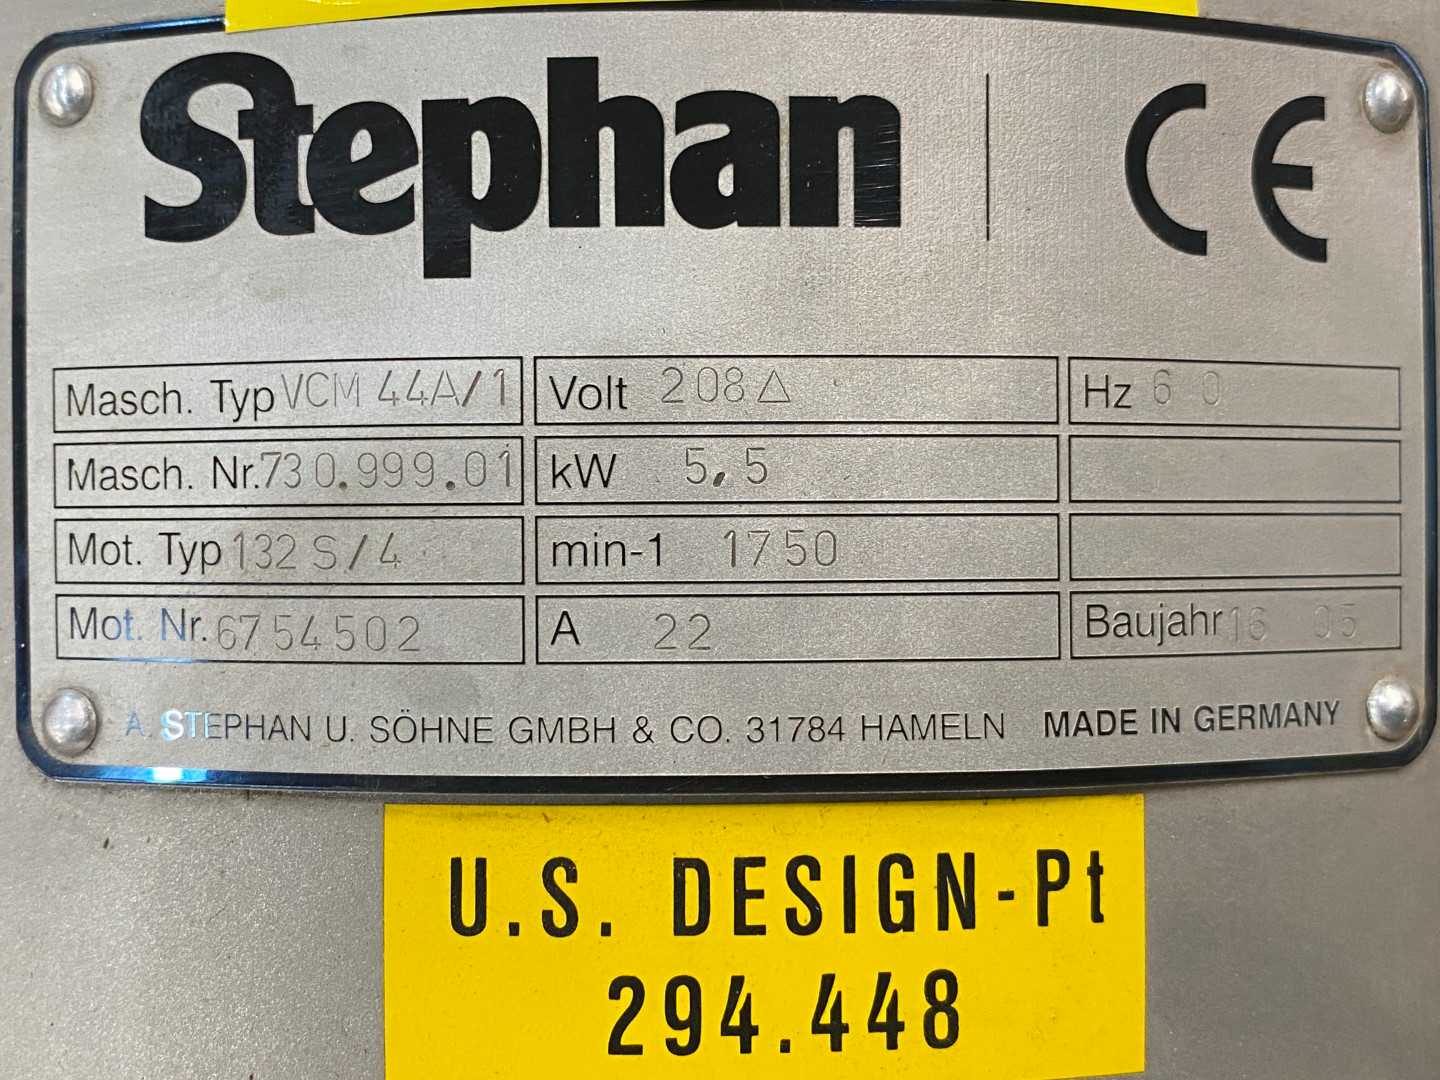 Stephan CE
Masch. Typ VCM 44A/1 Volt 208△ Hz 60
Masch. Nr. 730.999.01 kW 5,5
Mot. Typ 132 S/4 min-1 1750
Mot. Nr. 6754502 A 22 Baujahr 16 05
A. STEPHAN U. SÖHNE GMBH & CO. 31784 HAMELN MADE IN GERMANY
U.S. DESIGN-Pt
294.448